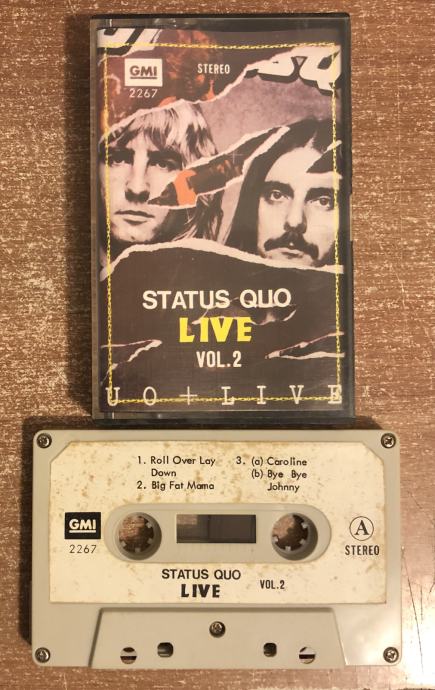 GMI
STEREO
2267
STATUS QUO
LIVE
VOL.2
UO+LIVE
1. Roll Over Lay
Down
2. Big Fat Mama
3. (a) Caroline
(b) Bye Bye
Johnny
GMI
2267
A
STEREO
STATUS QUO
LIVE
VOL.2